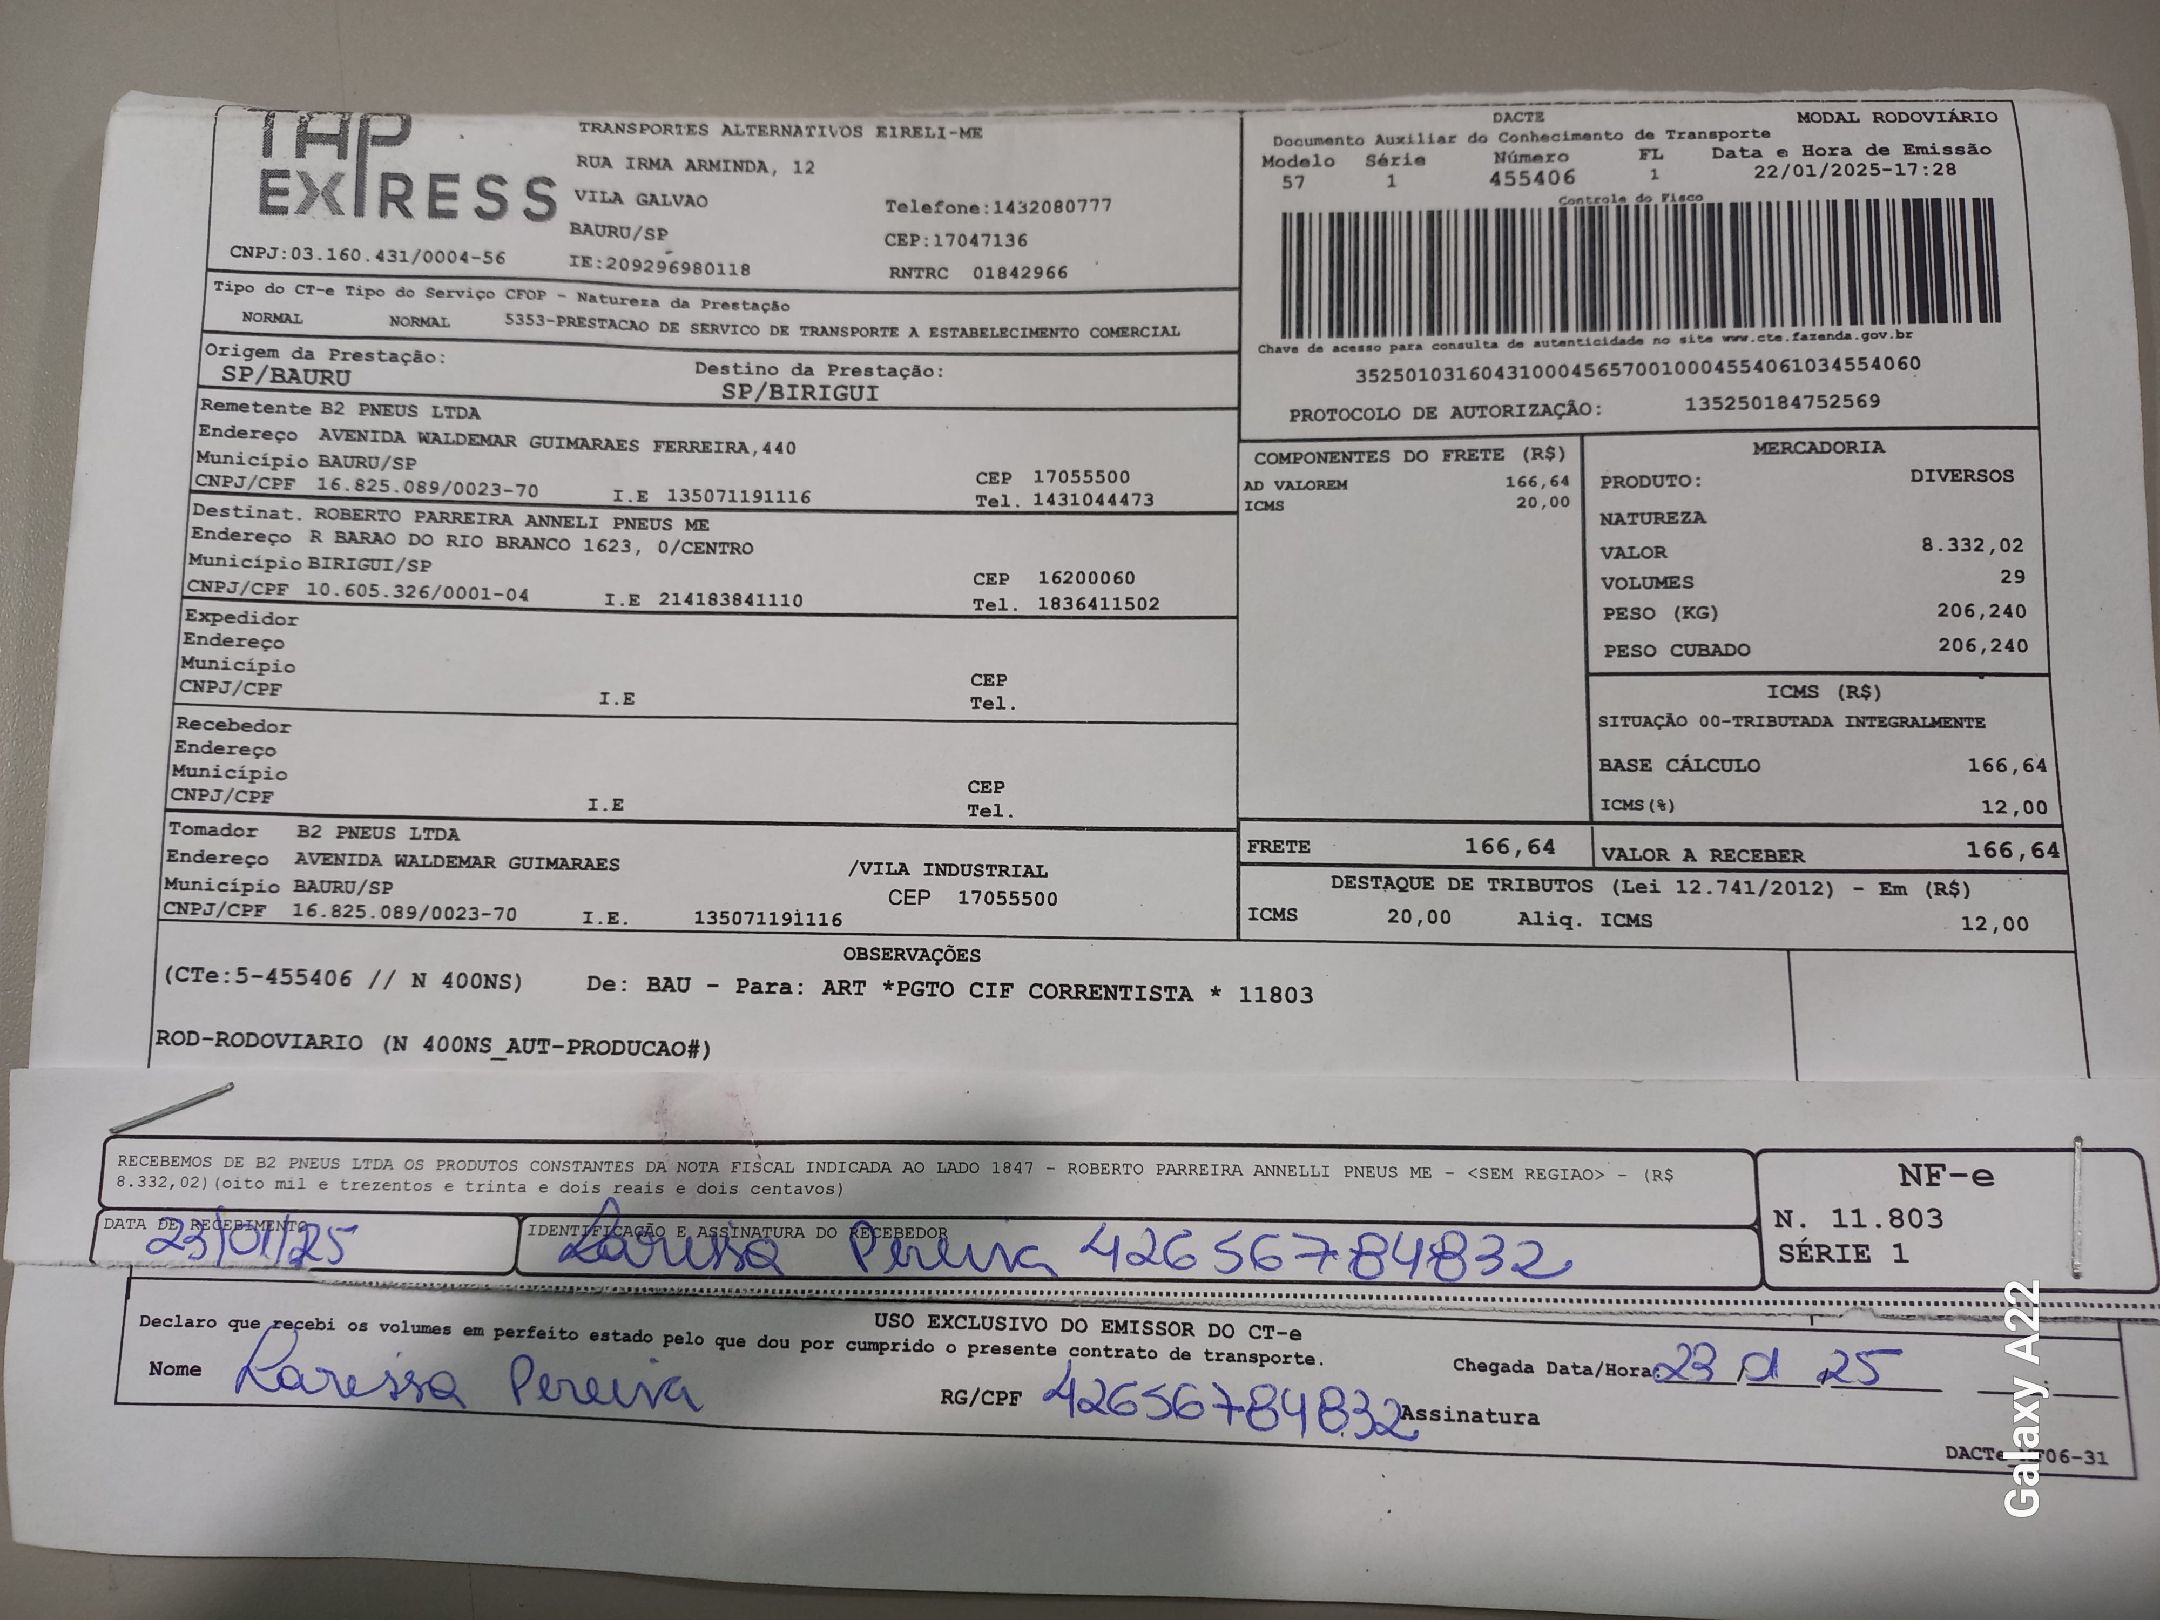 TAP
EXPRESS
TRANSPORTES ALTERNATIVOS EIRELI-ME
RUA IRMA ARMINDA, 12
VILA GALVAO
Telefone:1432080777
BAURU/SP
CEP:17047136
CNPJ:03.160.431/0004-56
IE:209296980118
RNTRC 01842966
DACTE
MODAL RODOVIÁRIO
Documento Auxiliar do Conhecimento de Transporte
Modelo Série Número FL Data e Hora de Emissão
57 1 455406 1 22/01/2025-17:28
Controle do Fisco
Chave de acesso para consulta de autenticidade no site www.cte.fazenda.gov.br
35250103160431000456570010004554061034554060
PROTOCOLO DE AUTORIZAÇÃO: 135250184752569
Tipo do CT-e Tipo do Serviço CFOP - Natureza da Prestação
NORMAL NORMAL 5353-PRESTACAO DE SERVICO DE TRANSPORTE A ESTABELECIMENTO COMERCIAL
Origem da Prestação: Destino da Prestação:
SP/BAURU SP/BIRIGUI
Remetente B2 PNEUS LTDA
Endereço AVENIDA WALDEMAR GUIMARAES FERREIRA,440
Município BAURU/SP CEP 17055500
CNPJ/CPF 16.825.089/0023-70 I.E 135071191116 Tel. 1431044473
Destinat. ROBERTO PARREIRA ANNELI PNEUS ME
Endereço R BARAO DO RIO BRANCO 1623, 0/CENTRO
Município BIRIGUI/SP CEP 16200060
CNPJ/CPF 10.605.326/0001-04 I.E 214183841110 Tel. 1836411502
Expedidor
Endereço
Município CEP
CNPJ/CPF I.E Tel.
Recebedor
Endereço
Município CEP
CNPJ/CPF I.E Tel.
Tomador B2 PNEUS LTDA
Endereço AVENIDA WALDEMAR GUIMARAES /VILA INDUSTRIAL
Município BAURU/SP CEP 17055500
CNPJ/CPF 16.825.089/0023-70 I.E. 135071191116
COMPONENTES DO FRETE (R$)
AD VALOREM 166,64
ICMS 20,00
MERCADORIA
PRODUTO: DIVERSOS
NATUREZA
VALOR 8.332,02
VOLUMES 29
PESO (KG) 206,240
PESO CUBADO 206,240
ICMS (R$)
SITUAÇÃO 00-TRIBUTADA INTEGRALMENTE
BASE CÁLCULO 166,64
ICMS(%) 12,00
FRETE 166,64 VALOR A RECEBER 166,64
DESTAQUE DE TRIBUTOS (Lei 12.741/2012) - Em (R$)
ICMS 20,00 Aliq. ICMS 12,00
OBSERVAÇÕES
(CTe:5-455406 // N 400NS) De: BAU - Para: ART *PGTO CIF CORRENTISTA * 11803
ROD-RODOVIARIO (N 400NS_AUT-PRODUCAO#)
RECEBEMOS DE B2 PNEUS LTDA OS PRODUTOS CONSTANTES DA NOTA FISCAL INDICADA AO LADO 1847 - ROBERTO PARREIRA ANNELLI PNEUS ME - <SEM REGIAO> - (R$
8.332,02)(oito mil e trezentos e trinta e dois reais e dois centavos)
NF-e
N. 11.803
SÉRIE 1
DATA DE RECEBIMENTO IDENTIFICAÇÃO E ASSINATURA DO RECEBEDOR
23/01/25 Larissa Pereira 42656784832
USO EXCLUSIVO DO EMISSOR DO CT-e
Declaro que recebi os volumes em perfeito estado pelo que dou por cumprido o presente contrato de transporte.
Nome Larissa Pereira RG/CPF 42656784832 Assinatura
Chegada Data/Hora: 23 01 25
06-31
Galaxy A22